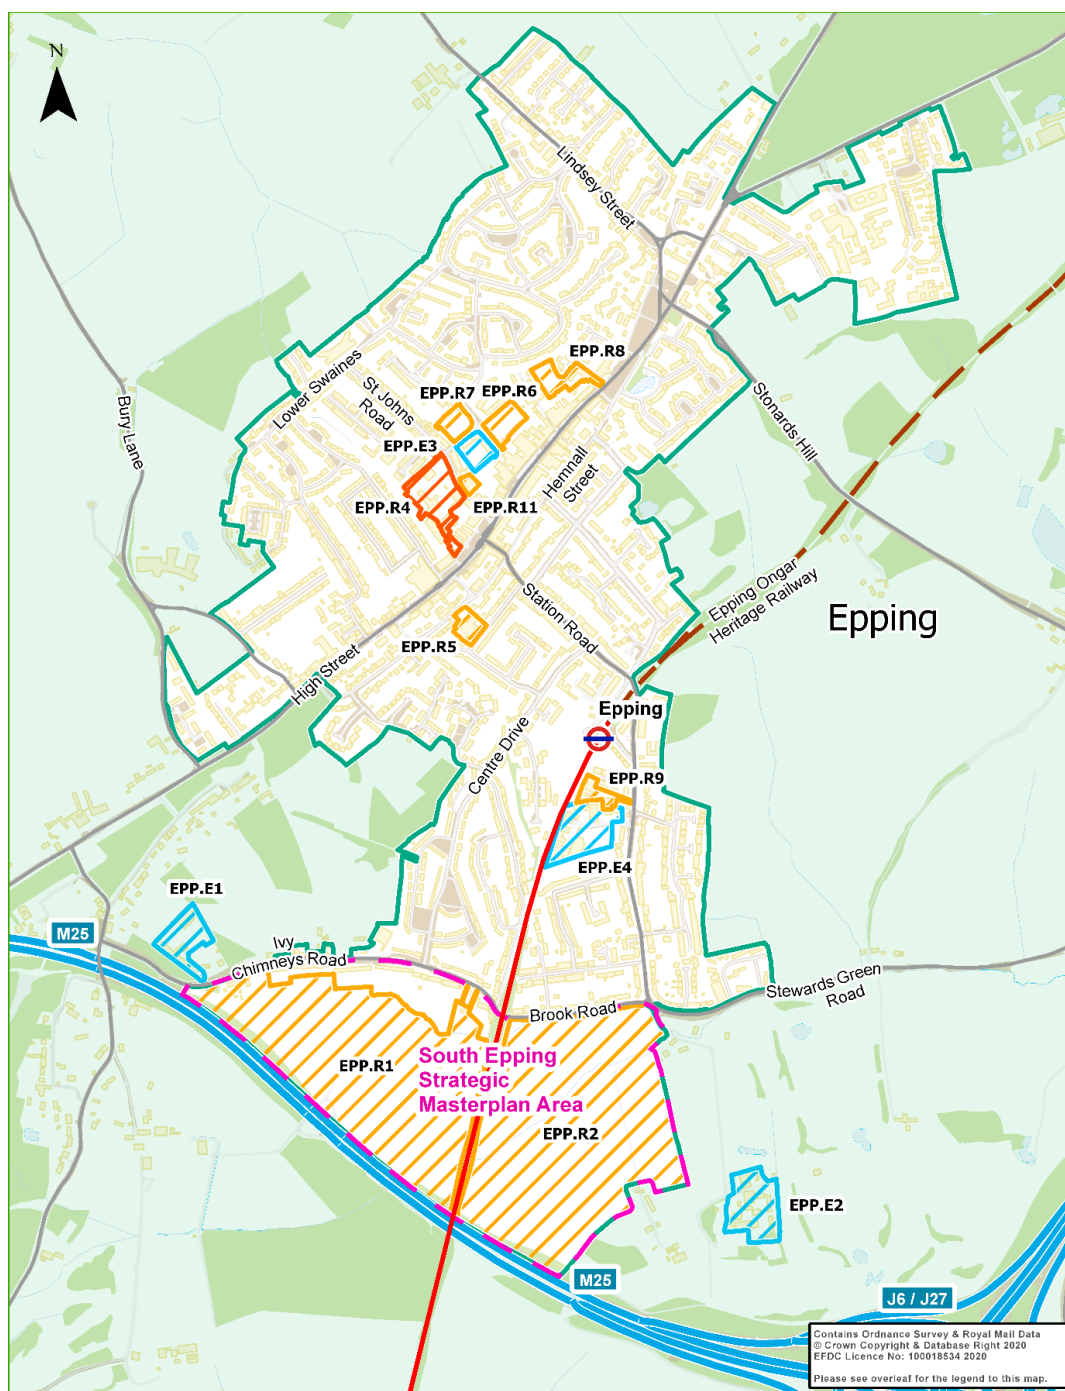 N
Lindsey Street
Lower Swaines
St Johns
Road
EPP.R8
EPP.R7
EPP.R6
Bury Lane
Stonards Hill
EPP.E3
Hemnall
Street
EPP.R4
EPP.R11
Epping Ongar
Heritage Railway
Station Road
Epping
EPP.R5
High Street
Epping
Centre Drive
EPP.R9
EPP.E4
EPP.E1
M25
Ivy
Chimneys Road
Stewards Green
Road
Brook Road
EPP.R1
South Epping
Strategic
Masterplan Area
EPP.R2
EPP.E2
M25
J6 / J27
Contains Ordnance Survey & Royal Mail Data
© Crown Copyright & Database Right 2020
EFDC Licence No: 100018534 2020
Please see overleaf for the legend to this map.